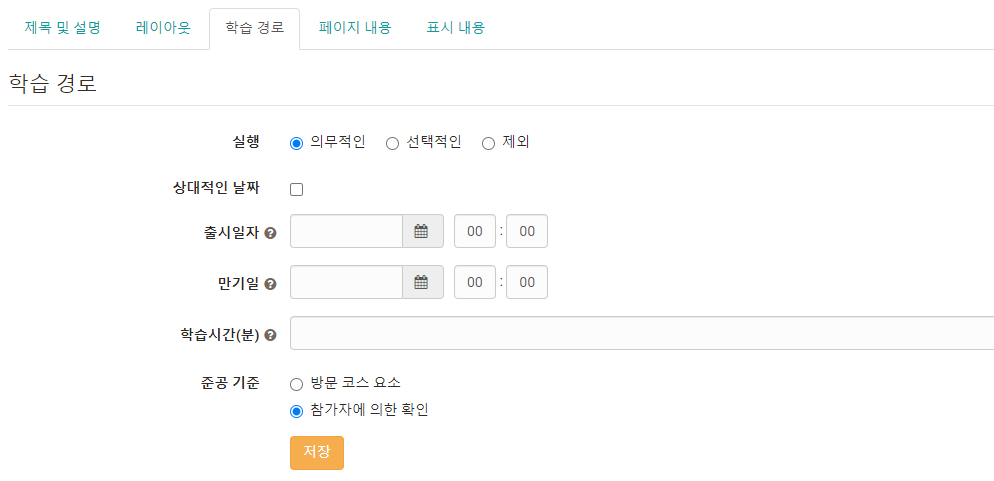 제목 및 설명 레이아웃 학습 경로 페이지 내용 표시 내용
학습 경로
실행 의무적인 선택적인 제외
상대적인 날짜
출시일자 00 : 00
만기일 00 : 00
학습시간(분)
준공 기준 방문 코스 요소
참가자에 의한 확인
저장